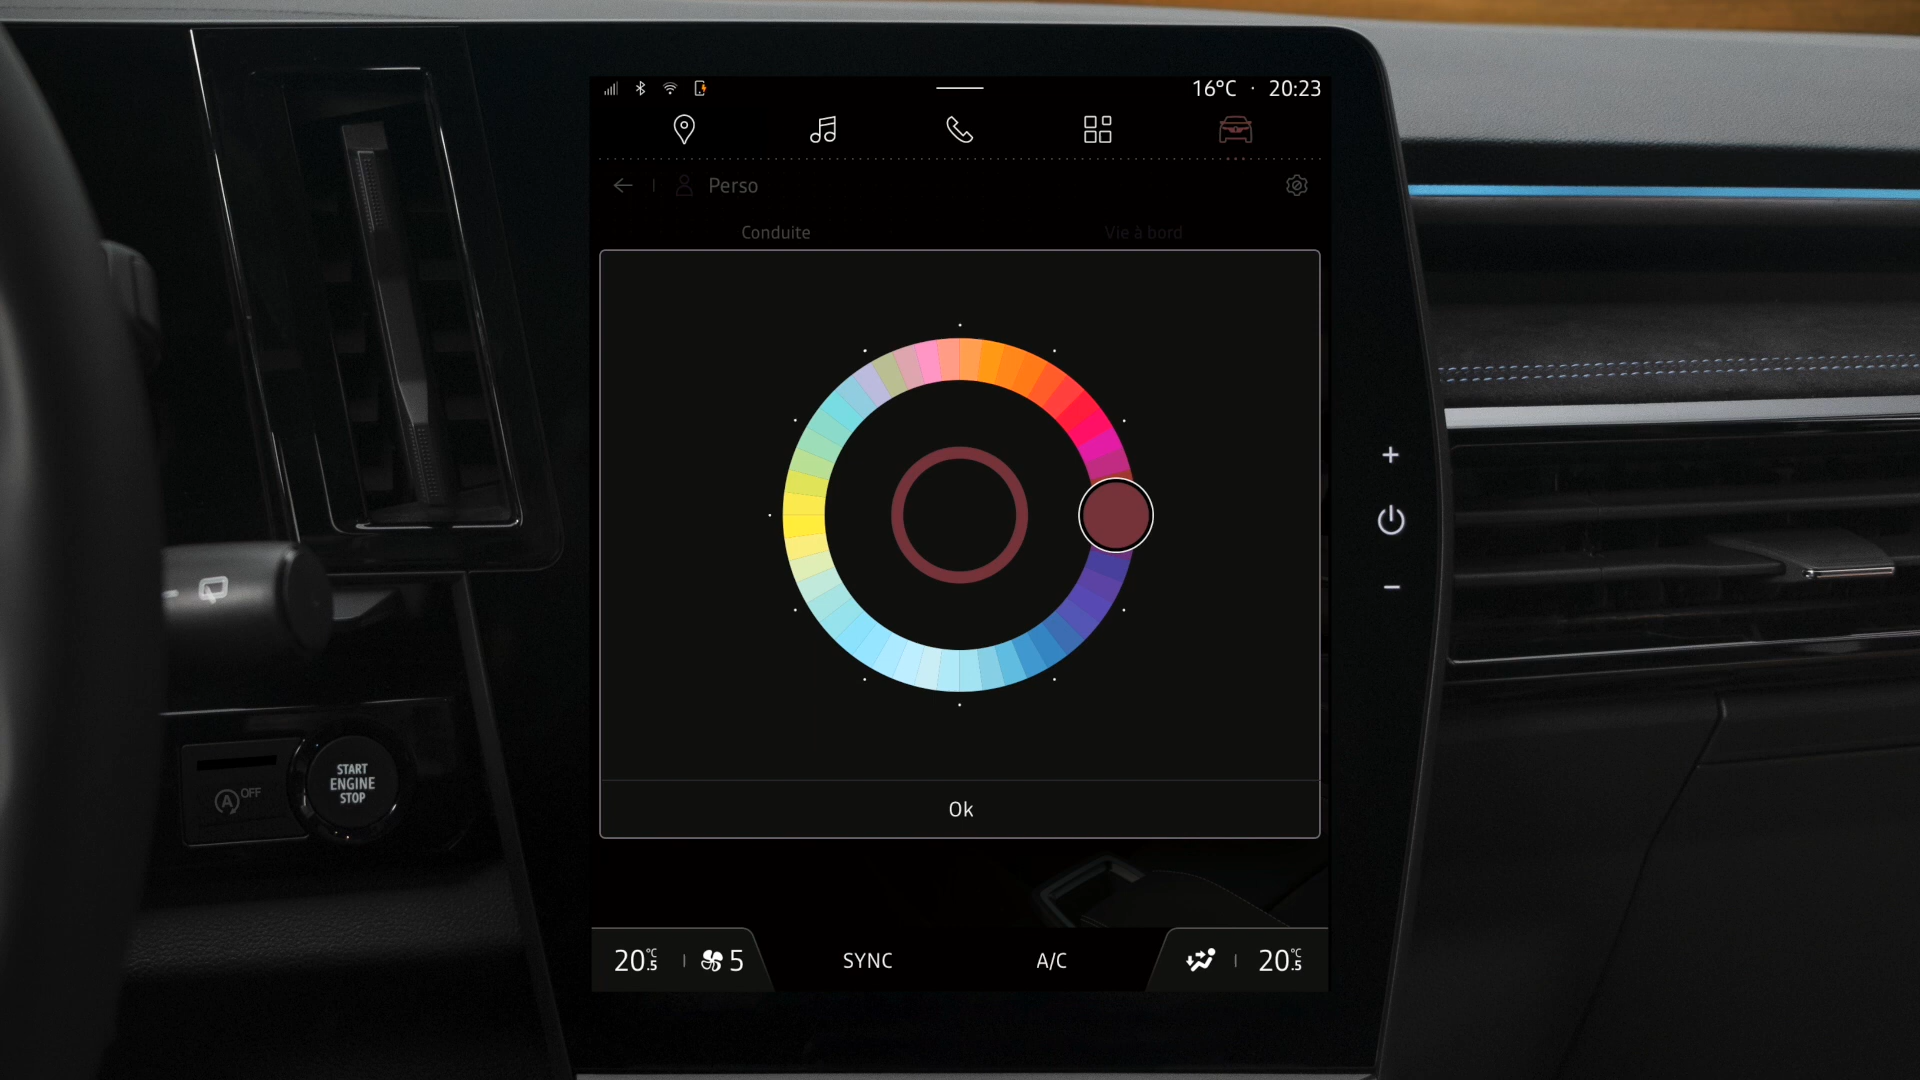 16°C · 20:23
Perso
Conduite
Vie à bord
Ok
20.5°C
5
SYNC
A/C
20.5°C
OFF
A
START
ENGINE
STOP